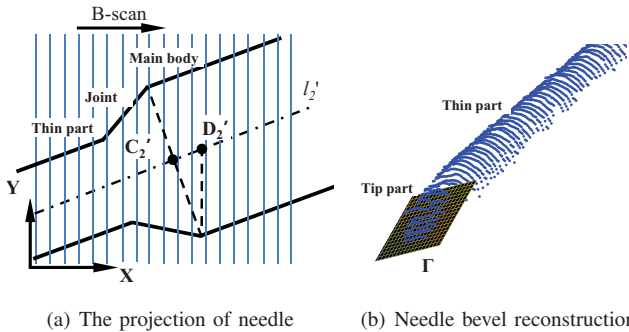 B-scan
Main body
Joint
l2'
Thin part
D2'
C2'
Y
X
Thin part
Tip part
Γ
(a) The projection of needle
(b) Needle bevel reconstruction